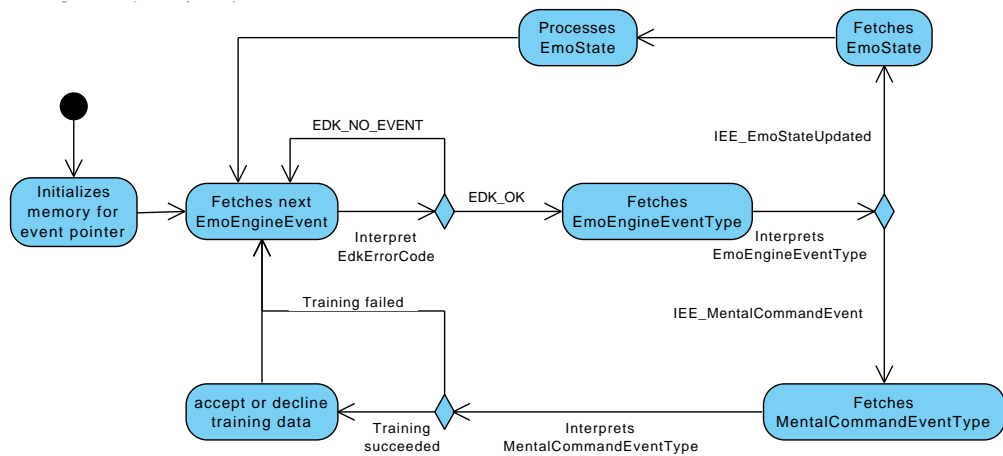 Processes
EmoState
Fetches
EmoState
EDK_NO_EVENT
IEE_EmoStateUpdated
Initializes
memory for
event pointer
Fetches next
EmoEngineEvent
EDK_OK
Fetches
EmoEngineEventType
Interpret
EdkErrorCode
Interprets
EmoEngineEventType
Training failed
IEE_MentalCommandEvent
accept or decline
training data
Training
succeeded
Interprets
MentalCommandEventType
Fetches
MentalCommandEventType